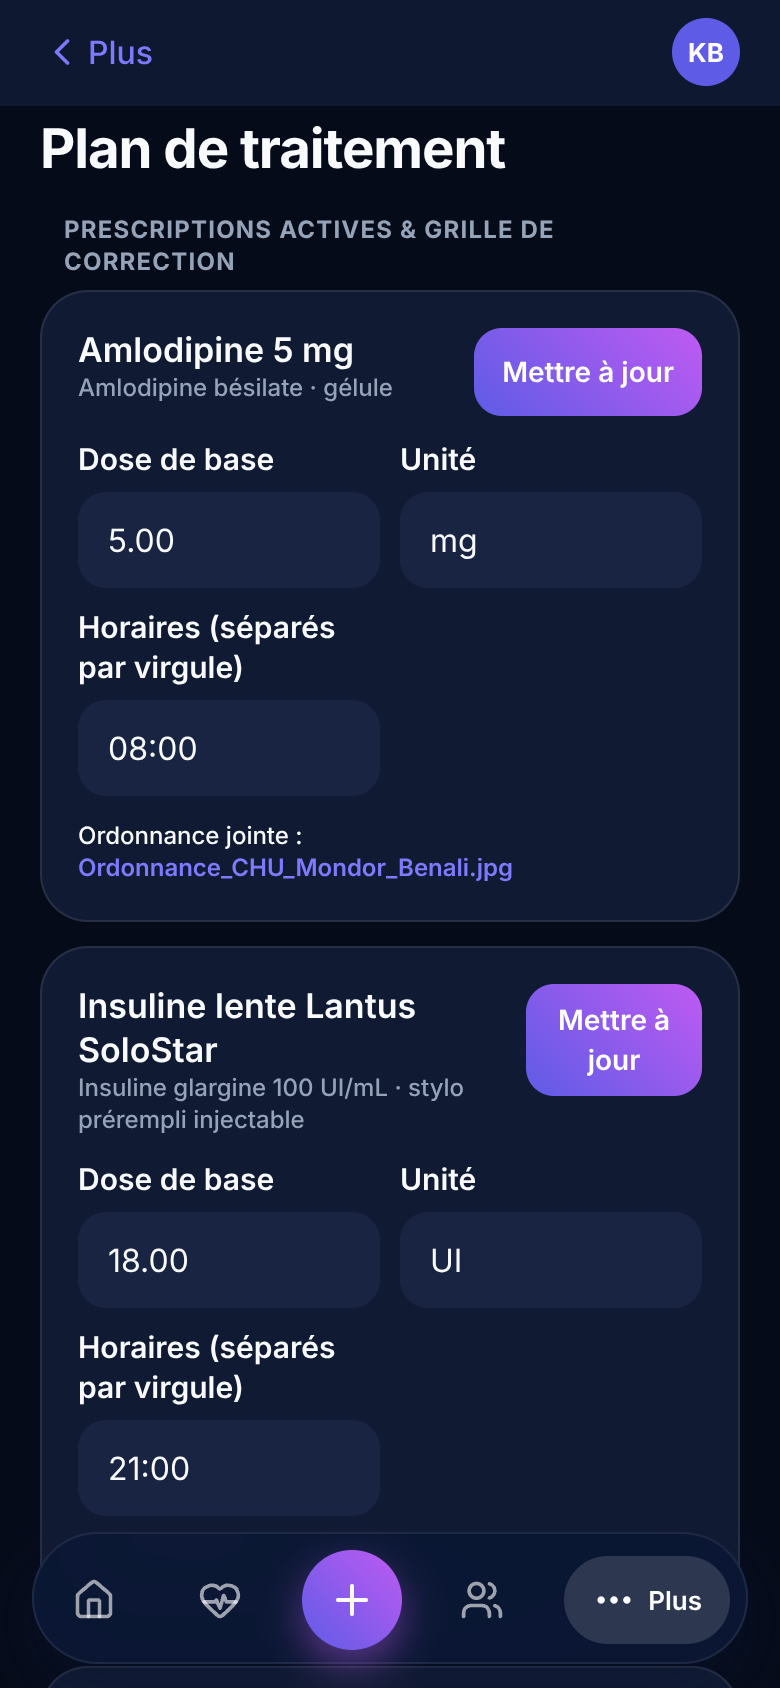 Plus
KB
Plan de traitement
PRESCRIPTIONS ACTIVES & GRILLE DE
CORRECTION
Amlodipine 5 mg
Amlodipine bésilate · gélule
Mettre à jour
Dose de base
Unité
5.00
mg
Horaires (séparés
par virgule)
08:00
Ordonnance jointe :
Ordonnance_CHU_Mondor_Benali.jpg
Insuline lente Lantus
SoloStar
Insuline glargine 100 UI/mL · stylo
prérempli injectable
Mettre à
jour
Dose de base
Unité
18.00
UI
Horaires (séparés
par virgule)
21:00
Plus